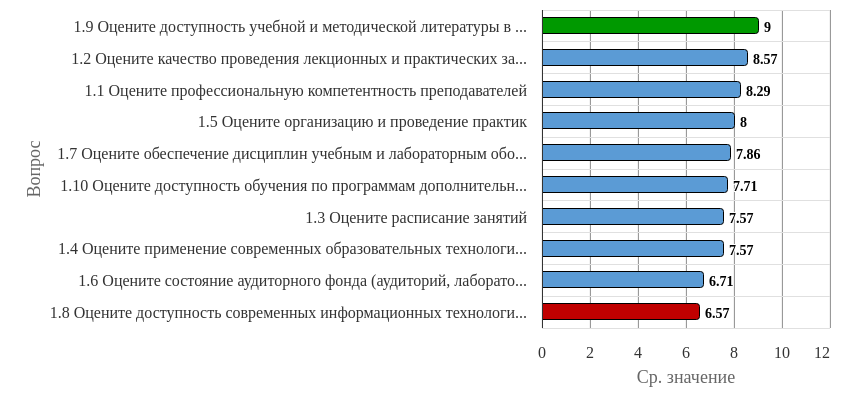 1.9 Оцените доступность учебной и методической литературы в ... 9
1.2 Оцените качество проведения лекционных и практических за... 8.57
1.1 Оцените профессиональную компетентность преподавателей 8.29
1.5 Оцените организацию и проведение практик 8
1.7 Оцените обеспечение дисциплин учебным и лабораторным обо... 7.86
1.10 Оцените доступность обучения по программам дополнительн... 7.71
1.3 Оцените расписание занятий 7.57
1.4 Оцените применение современных образовательных технологи... 7.57
1.6 Оцените состояние аудиторного фонда (аудиторий, лаборато... 6.71
1.8 Оцените доступность современных информационных технологи... 6.57
Вопрос
0 2 4 6 8 10 12
Ср. значение